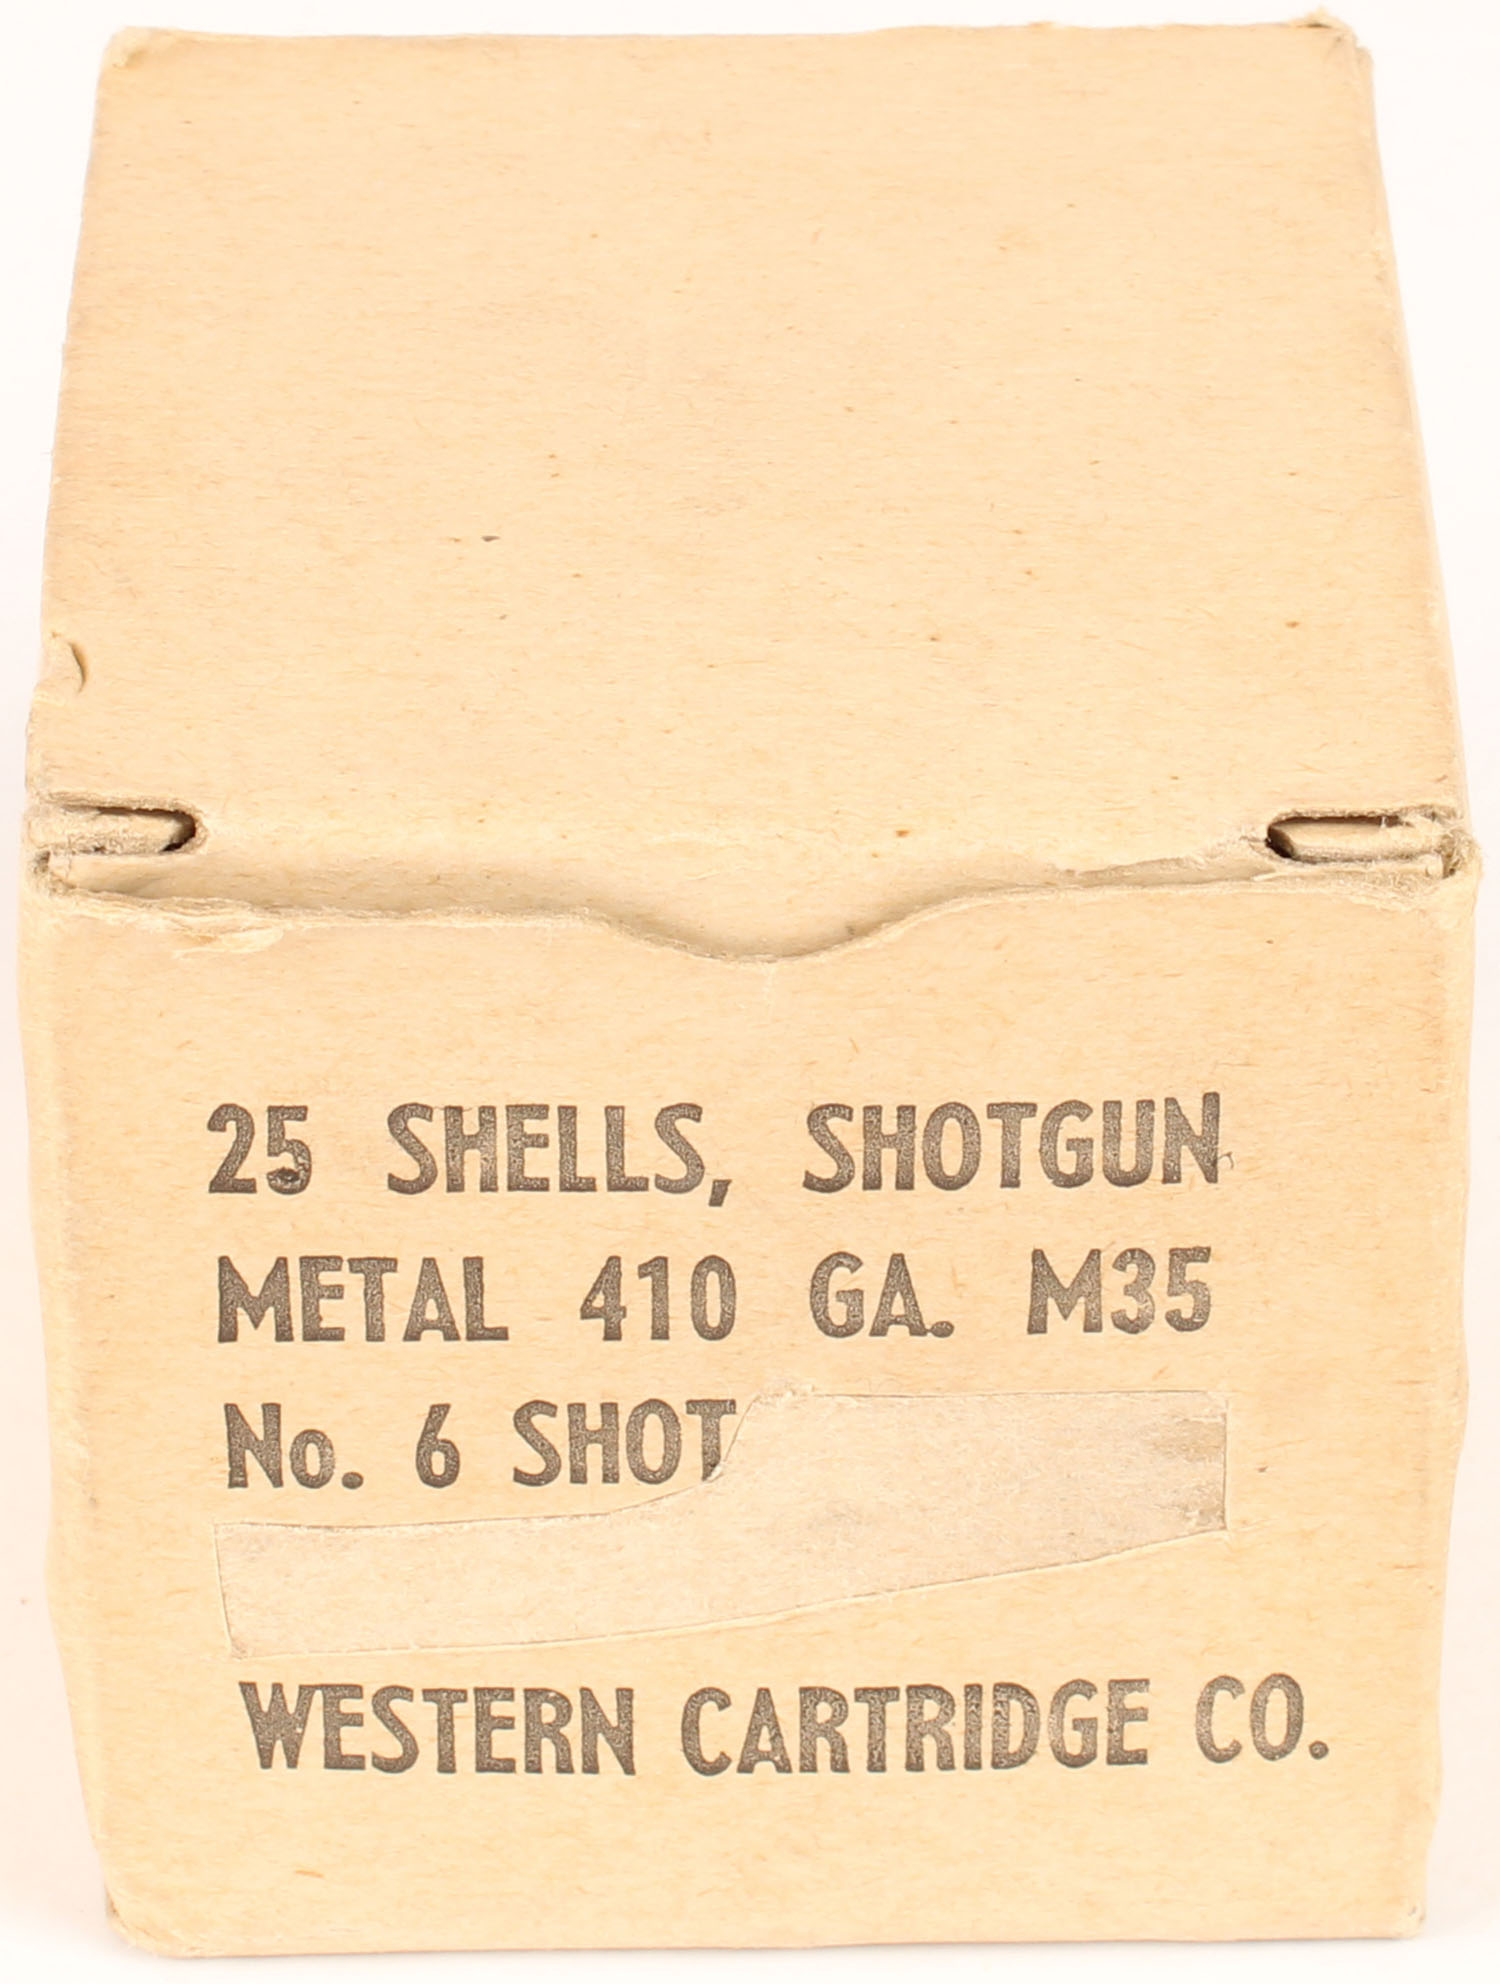 25 SHELLS, SHOTGUN
METAL 410 GA. M35
No. 6 SHOT
WESTERN CARTRIDGE CO.